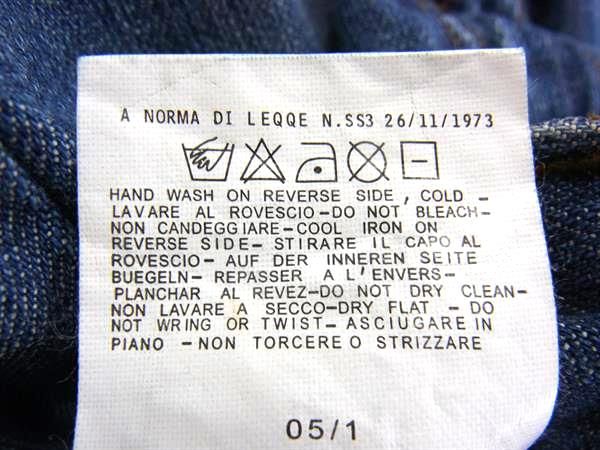 A NORMA DI LEQQE N.SS3 26/11/1973
HAND WASH ON REVERSE SIDE, COLD -
LAVARE AL ROVESCIO-DO NOT BLEACH-
NON CANDEGGIARE-COOL IRON ON
REVERSE SIDE- STIRARE IL CAPO AL
ROVESCIO- AUF DER INNEREN SEITE
BUEGELN- REPASSER A L'ENVERS-
PLANCHAR AL REVEZ-DO NOT DRY CLEAN-
NON LAVARE A SECCO-DRY FLAT - DO
NOT WRING OR TWIST- ASCIUGARE IN
PIANO -NON TORCERE O STRIZZARE
05/1